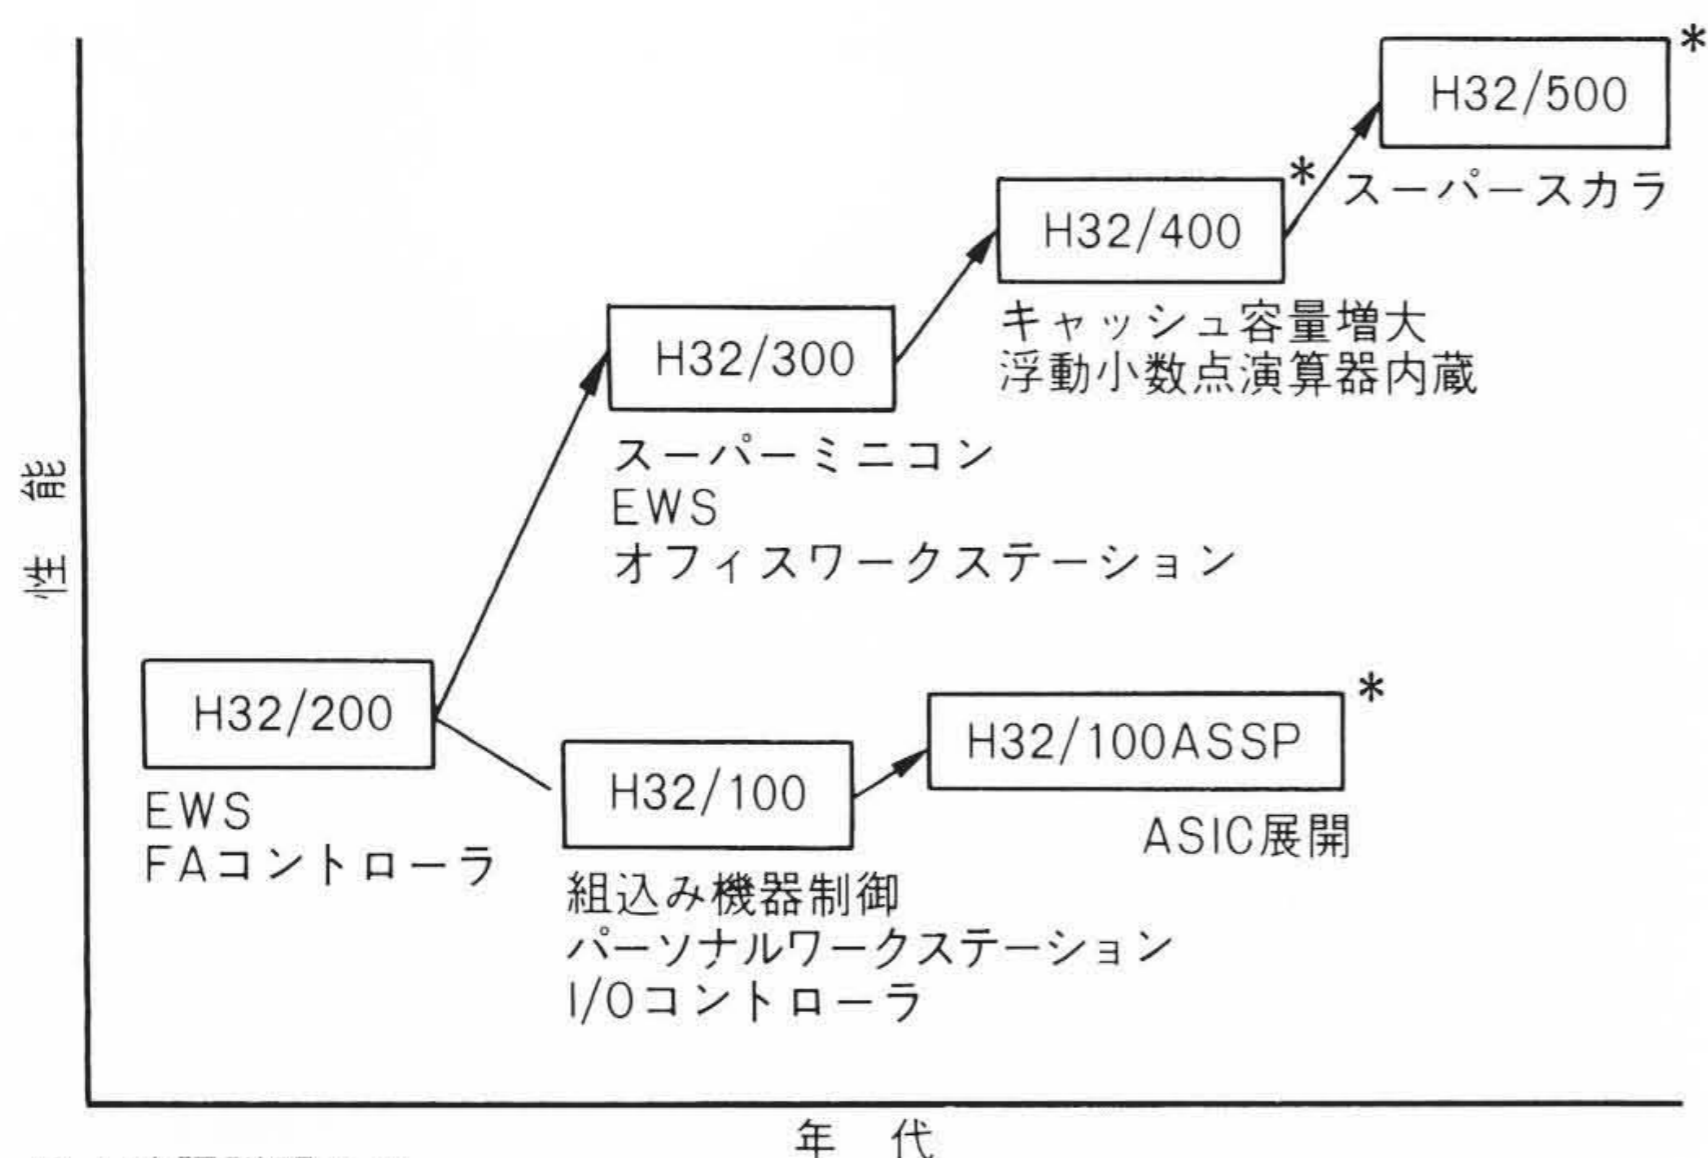 H32/500
*
スーパースカラ
H32/400
*
キャッシュ容量増大
浮動小数点演算器内蔵
H32/300
スーパーミニコン
EWS
オフィスワークステーション
性能
H32/200
EWS
FAコントローラ
H32/100
組込み機器制御
パーソナルワークステーション
I/Oコントローラ
H32/100ASSP
*
ASIC展開
年代